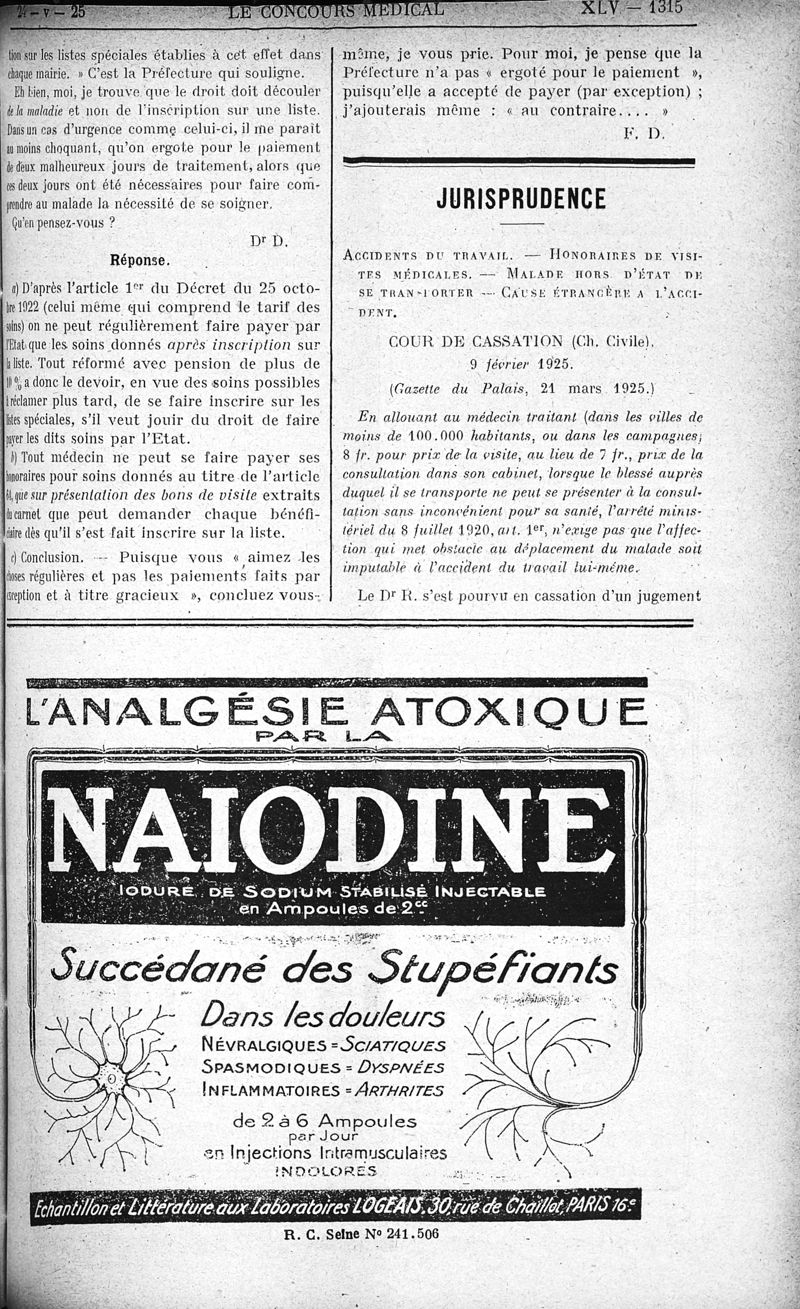 24 — V — 25
LE CONCOURS MÉDICAL
XLV — 1315
tion sur les listes spéciales établies à cet effet dans
chaque mairie. » C'est la Préfecture qui souligne.
Eh bien, moi, je trouve que le droit doit découler
de la maladie et non de l'inscription sur une liste.
Dans un cas d'urgence comme celui-ci, il me paraît
au moins choquant, qu'on ergote pour le paiement
de deux malheureux jours de traitement, alors que
ces deux jours ont été nécessaires pour faire com-
prendre au malade la nécessité de se soigner.
Qu'en pensez-vous ?
Dr D.
Réponse.
a) D'après l'article 1er du Décret du 25 octo-
bre 1922 (celui même qui comprend le tarif des
soins) on ne peut régulièrement faire payer par
l'Etat que les soins donnés après inscription sur
la liste. Tout réformé avec pension de plus de
10 % a donc le devoir, en vue des soins possibles
à réclamer plus tard, de se faire inscrire sur les
listes spéciales, s'il veut jouir du droit de faire
payer les dits soins par l'Etat.
b) Tout médecin ne peut se faire payer ses
honoraires pour soins donnés au titre de l'article
64, que sur présentation des bons de visite extraits
du carnet que peut demander chaque bénéfi-
ciaire dès qu'il s'est fait inscrire sur la liste.
c) Conclusion. — Puisque vous « aimez les
choses régulières et pas les paiements faits par
exception et à titre gracieux », concluez vous-
même, je vous prie. Pour moi, je pense que la
Préfecture n'a pas « ergoté pour le paiement »,
puisqu'elle a accepté de payer (par exception) ;
j'ajouterais même : « au contraire.... »
F. D.
JURISPRUDENCE
ACCIDENTS DU TRAVAIL. — HONORAIRES DE VISI-
TES MÉDICALES. — MALADE HORS D'ÉTAT DE
SE TRANSPORTER — CAUSE ÉTRANGÈRE A L'ACCI-
DENT.
COUR DE CASSATION (Ch. Civile).
9 février 1925.
(Gazette du Palais, 21 mars 1925.)
En allouant au médecin traitant (dans les villes de
moins de 100.000 habitants, ou dans les campagnes)
8 fr. pour prix de la visite, au lieu de 7 fr., prix de la
consultation dans son cabinet, lorsque le blessé auprès
duquel il se transporte ne peut se présenter à la consul-
tation sans inconvénient pour sa santé, l'arrêté minis-
tériel du 8 juillet 1920, art. 1er, n'exige pas que l'affec-
tion qui met obstacle au déplacement du malade soit
imputable à l'accident du travail lui-même.
Le Dr R. s'est pourvu en cassation d'un jugement
L'ANALGÉSIE ATOXIQUE
PAR LA
NAIODINE
IODURE DE SODIUM STABILISÉ INJECTABLE
en Ampoules de 2cc
Succédané des Stupéfiants
Dans les douleurs
NÉVRALGIQUES = SCIATIQUES
SPASMODIQUES = DYSPNÉES
INFLAMMATOIRES = ARTHRITES
de 2 à 6 Ampoules
par Jour
en Injections Intramusculaires
INDOLORES
Echantillon et Littérature aux Laboratoires LOGEAIS, 30, rue de Chaillot, PARIS 16e
R. C. Seine No 241.506